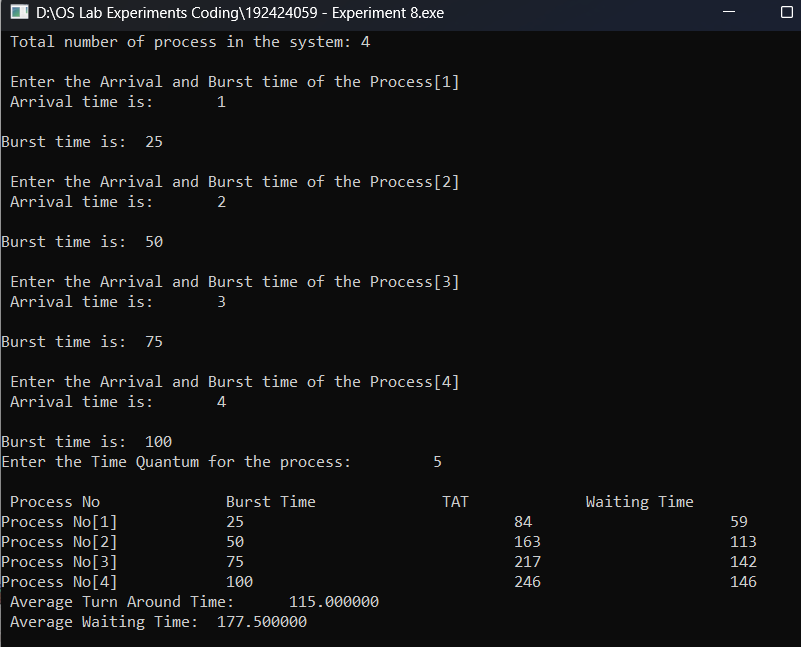 D:\OS Lab Experiments Coding\192424059 - Experiment 8.exe
Total number of process in the system: 4
Enter the Arrival and Burst time of the Process[1]
Arrival time is: 1
Burst time is: 25
Enter the Arrival and Burst time of the Process[2]
Arrival time is: 2
Burst time is: 50
Enter the Arrival and Burst time of the Process[3]
Arrival time is: 3
Burst time is: 75
Enter the Arrival and Burst time of the Process[4]
Arrival time is: 4
Burst time is: 100
Enter the Time Quantum for the process: 5
Process No Burst Time TAT Waiting Time
Process No[1] 25 84 59
Process No[2] 50 163 113
Process No[3] 75 217 142
Process No[4] 100 246 146
Average Turn Around Time: 115.000000
Average Waiting Time: 177.500000